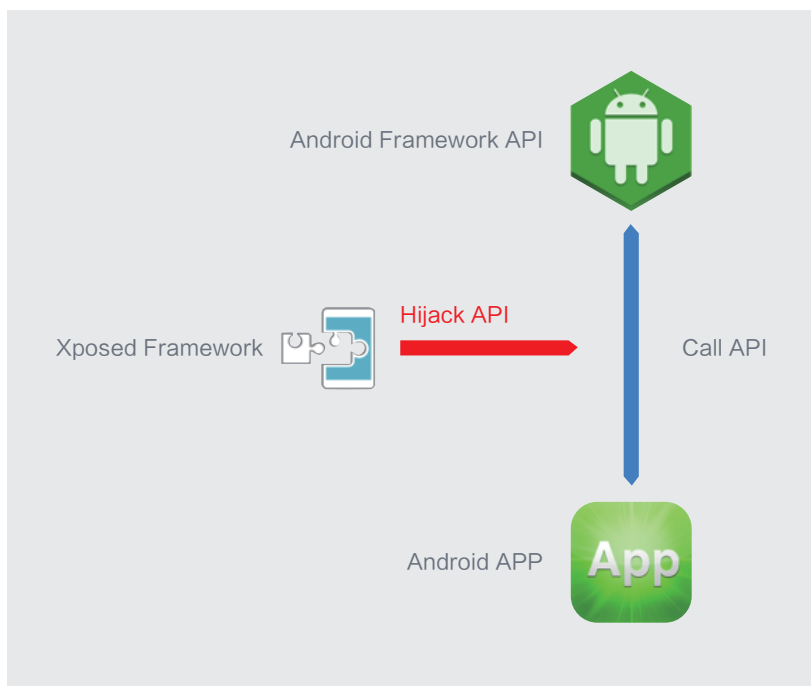 Android Framework API
Hijack API
Xposed Framework
Call API
Android APP
App